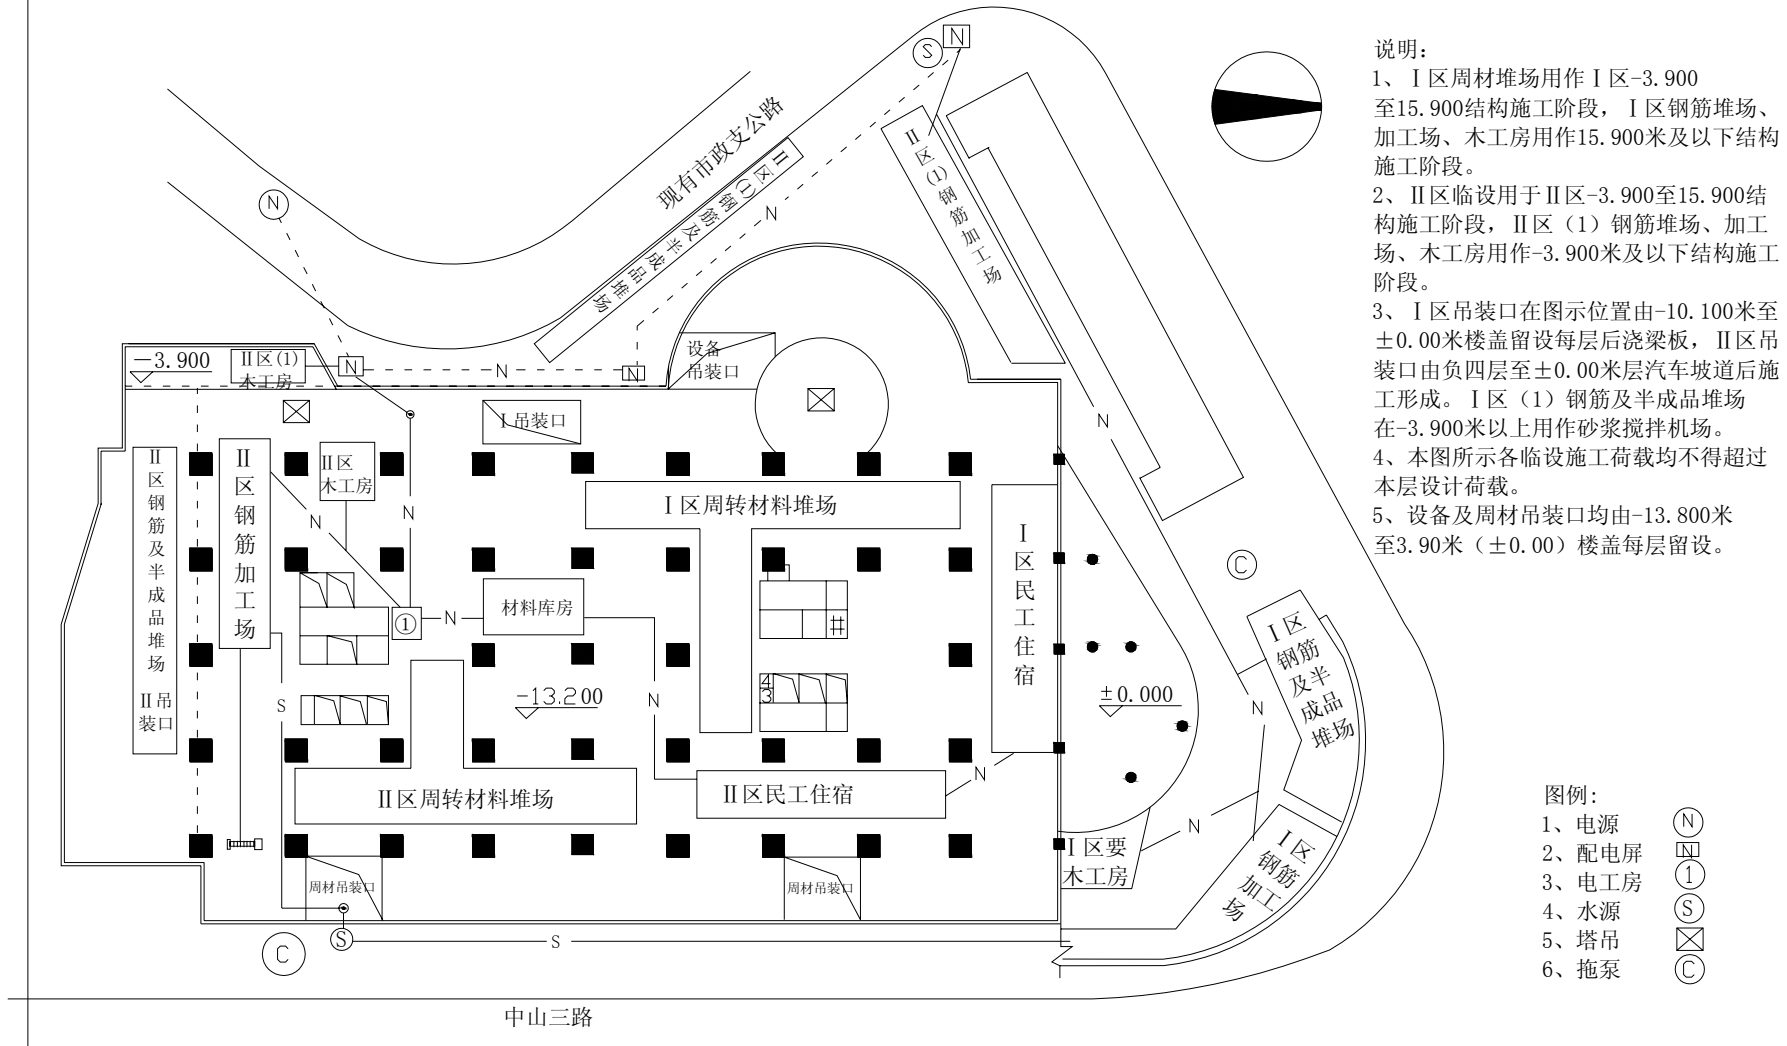 说明:
1、Ⅰ区周材堆场用作Ⅰ区-3.900
至15.900结构施工阶段，Ⅰ区钢筋堆场、
加工场、木工房用作15.900米及以下结构
施工阶段。
2、Ⅱ区临设用于Ⅱ区-3.900至15.900结
构施工阶段，Ⅱ区（1）钢筋堆场、加工
场、木工房用作-3.900米及以下结构施工
阶段。
3、Ⅰ区吊装口在图示位置由-10.100米至
±0.00米楼盖留设每层后浇梁板，Ⅱ区吊
装口由负四层至±0.00米层汽车坡道后施
工形成。Ⅰ区（1）钢筋及半成品堆场
在-3.900米以上用作砂浆搅拌机场。
4、本图所示各临设施工荷载均不得超过
本层设计荷载。
5、设备及周材吊装口均由-13.800米
至3.90米（±0.00）楼盖每层留设。
S
N
现有市政支公路
Ⅱ区(1)钢筋及半成品堆场
Ⅱ区(1)钢筋加工场
N
N
N
N
N
N
N
-3.900
Ⅱ区(1)
木工房
设备
吊装口
Ⅰ吊装口
Ⅱ区钢筋及半成品堆场
Ⅱ吊
装口
Ⅱ区钢筋加工场
Ⅱ区
木工房
N
N
Ⅰ区周转材料堆场
Ⅰ区民工住宿
C
1
N
材料库房
井
4
3
N
S
-13.200
±0.000
N
Ⅰ区
钢筋
及半
成品
堆场
Ⅱ区周转材料堆场
Ⅱ区民工住宿
N
N
Ⅰ区要
木工房
Ⅰ区
钢筋
加工
场
周材吊装口
周材吊装口
C
S
S
中山三路
图例:
1、电源 N
2、配电屏 N
3、电工房 1
4、水源 S
5、塔吊
6、拖泵 C